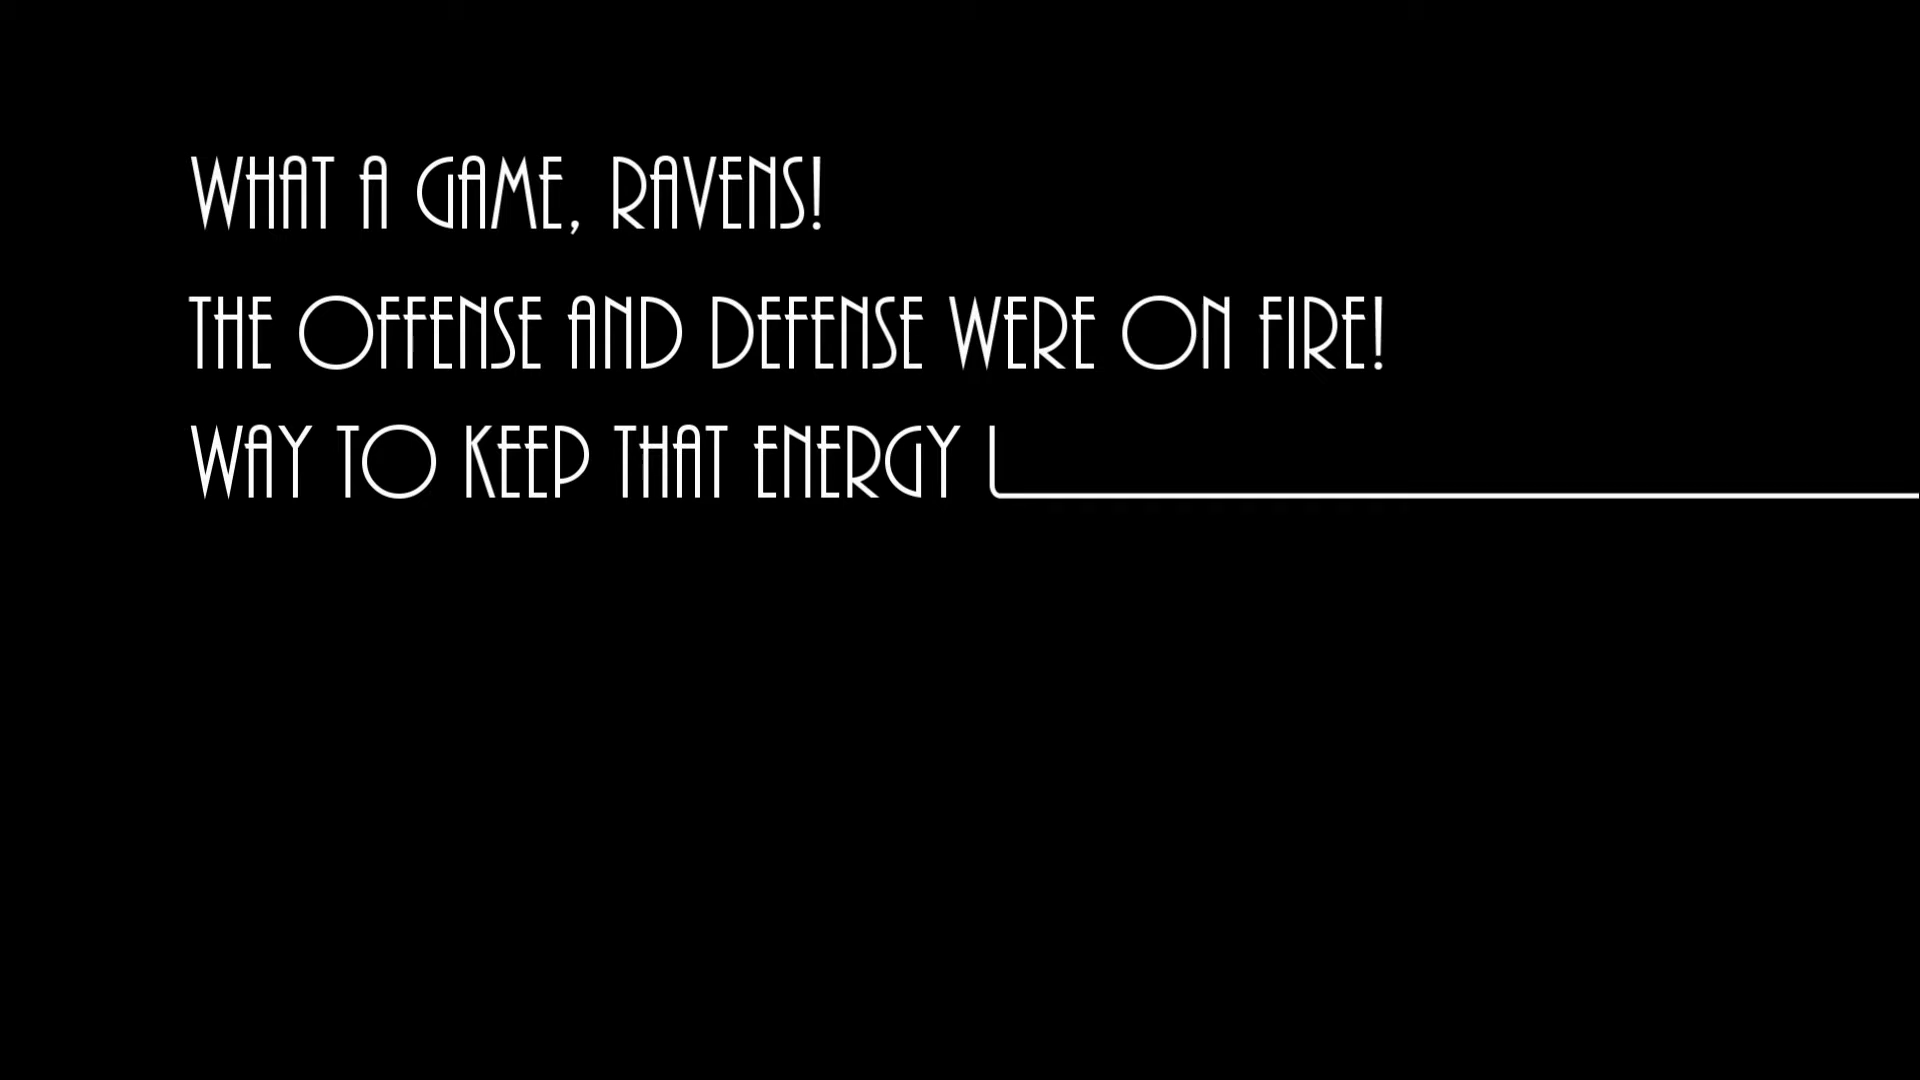 WHAT A GAME, RAVENS!
THE OFFENSE AND DEFENSE WERE ON FIRE!
WAY TO KEEP THAT ENERGY